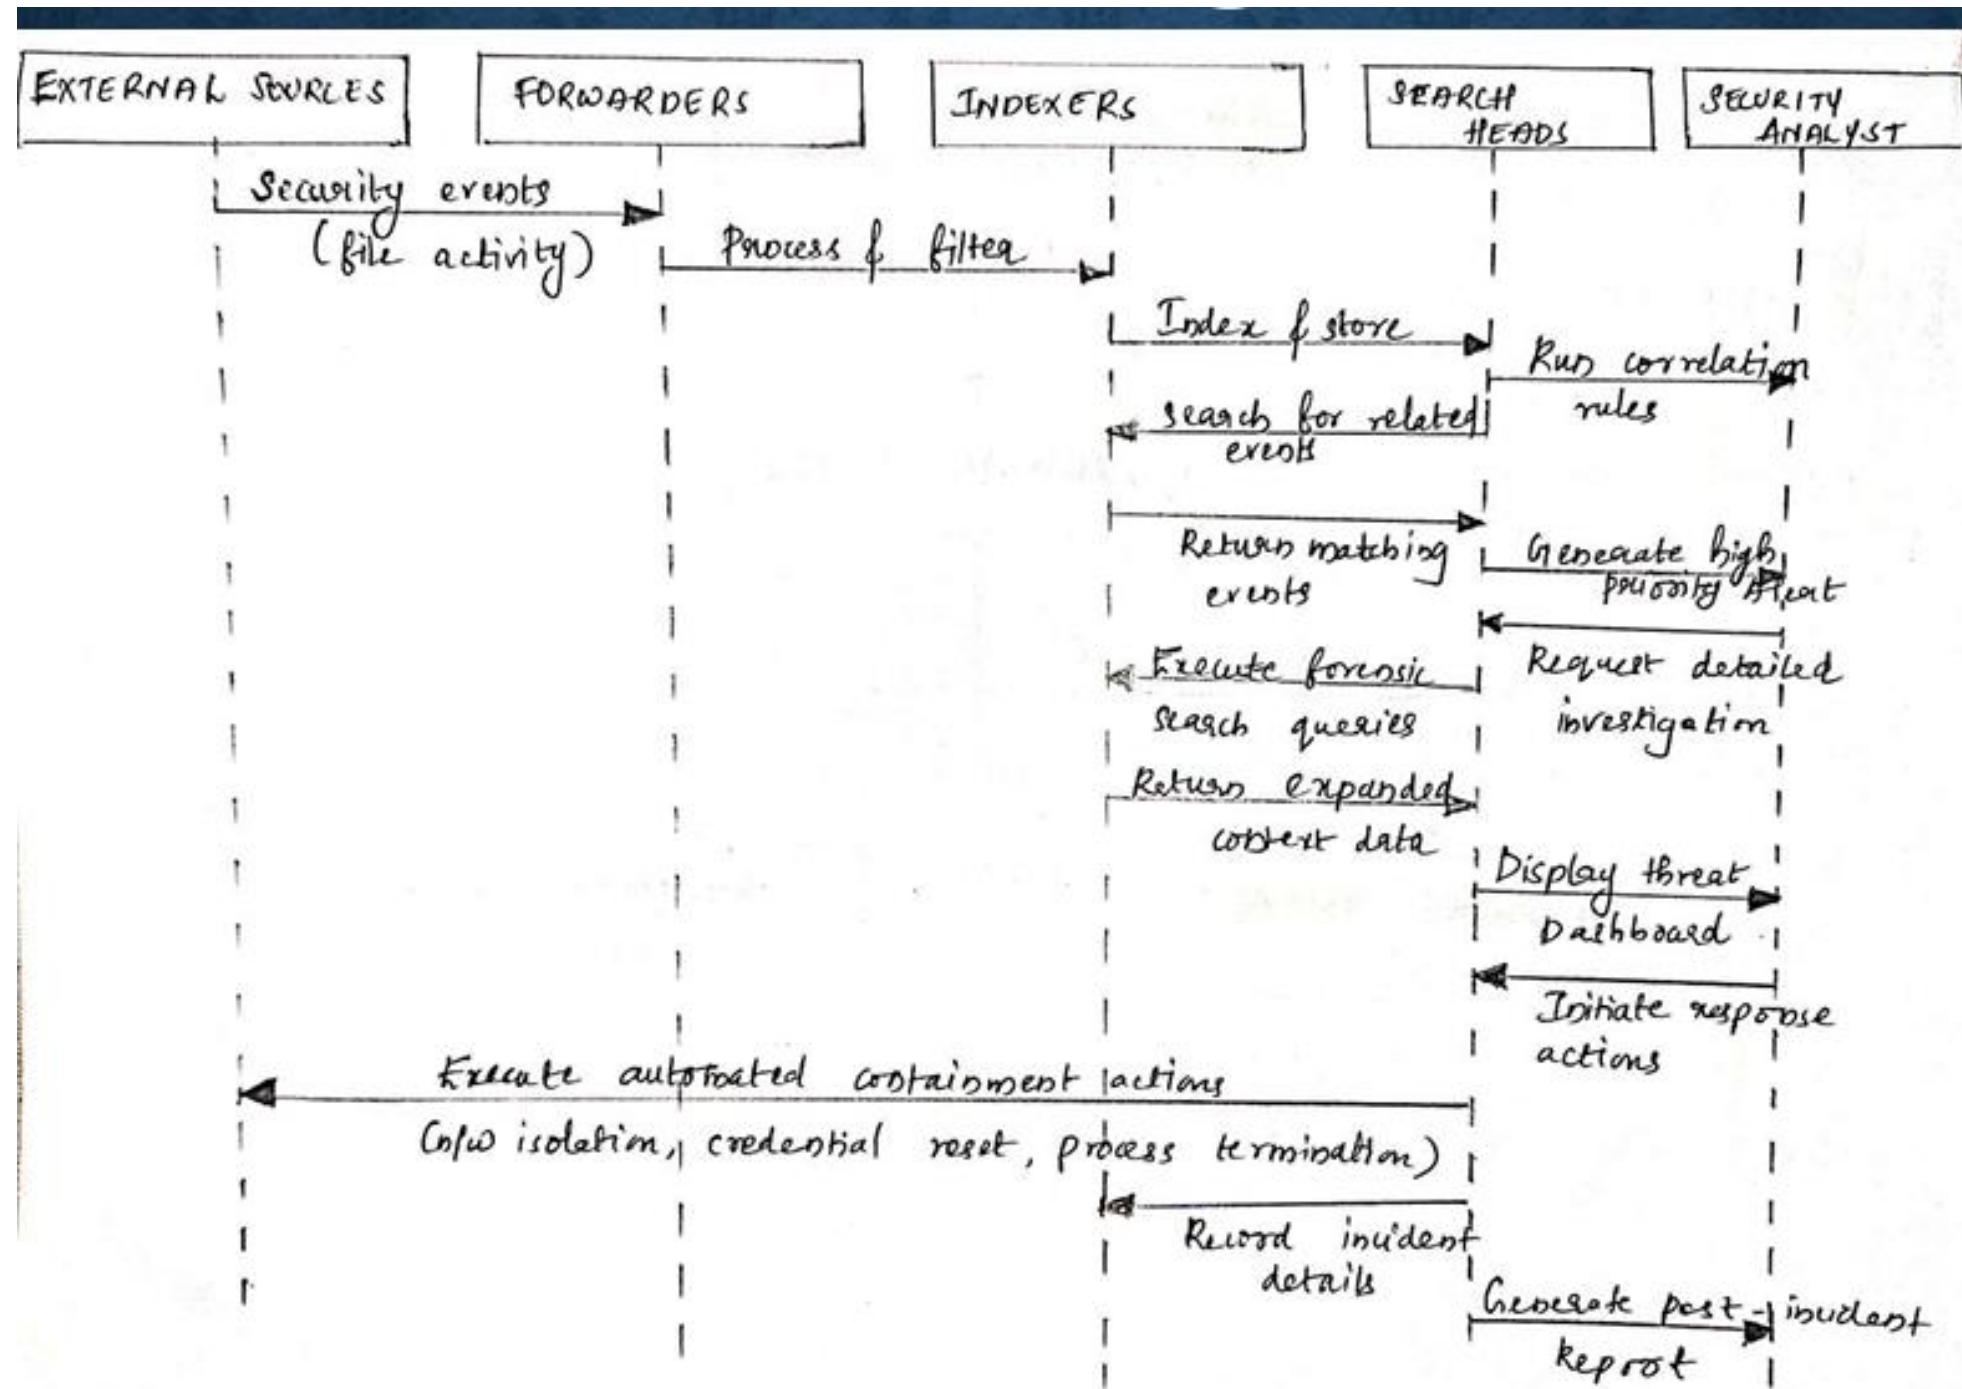 EXTERNAL SOURCES
FORWARDERS
INDEXERS
SEARCH
HEADS
SECURITY
ANALYST
Security events
(file activity)
Process & filter
Index & store
Run correlation
rules
search for related
events
Return matching
events
Generate high
priority Alert
Request detailed
investigation
Execute forensic
search queries
Return expanded
context data
Display threat
Dashboard
Initiate response
actions
Execute automated containment actions
(n/w isolation, credential reset, process termination)
Record incident
details
Generate post-incident
Report